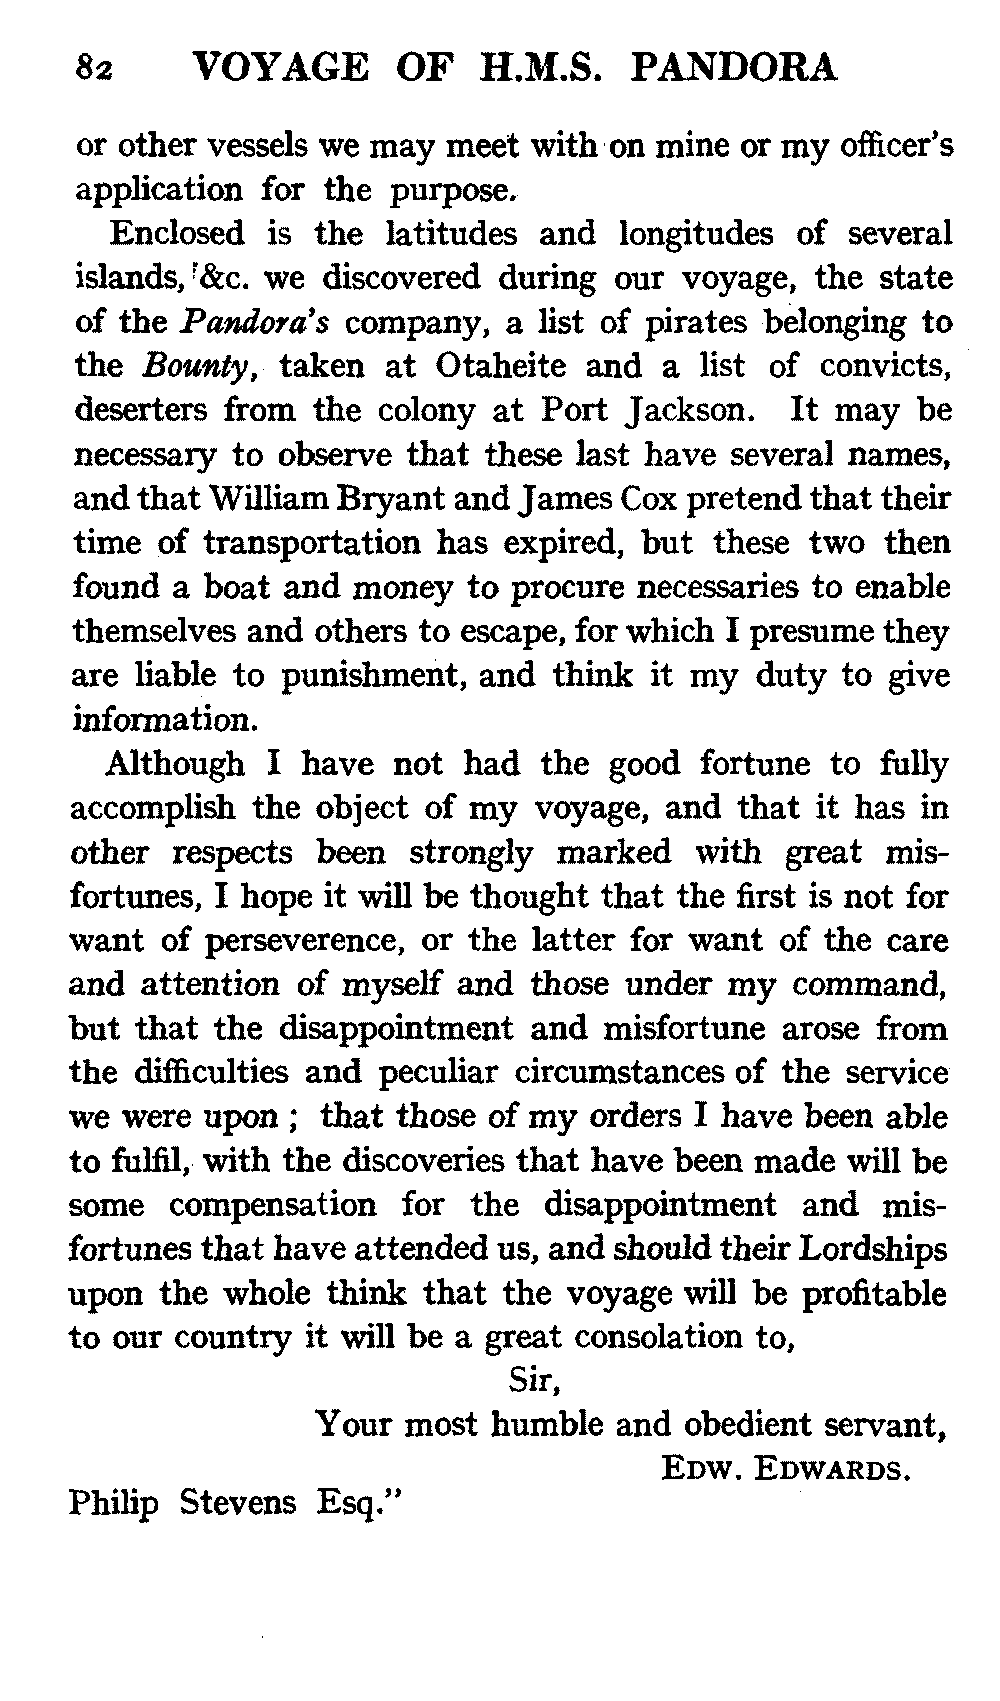 82 VOYAGE OF H.M.S. PANDORA
or other vessels we may meet with on mine or my officer's
application for the purpose.
Enclosed is the latitudes and longitudes of several
islands, &c. we discovered during our voyage, the state
of the Pandora's company, a list of pirates belonging to
the Bounty, taken at Otaheite and a list of convicts,
deserters from the colony at Port Jackson. It may be
necessary to observe that these last have several names,
and that William Bryant and James Cox pretend that their
time of transportation has expired, but these two then
found a boat and money to procure necessaries to enable
themselves and others to escape, for which I presume they
are liable to punishment, and think it my duty to give
information.
Although I have not had the good fortune to fully
accomplish the object of my voyage, and that it has in
other respects been strongly marked with great mis-
fortunes, I hope it will be thought that the first is not for
want of perseverence, or the latter for want of the care
and attention of myself and those under my command,
but that the disappointment and misfortune arose from
the difficulties and peculiar circumstances of the service
we were upon ; that those of my orders I have been able
to fulfil, with the discoveries that have been made will be
some compensation for the disappointment and mis-
fortunes that have attended us, and should their Lordships
upon the whole think that the voyage will be profitable
to our country it will be a great consolation to,
Sir,
Your most humble and obedient servant,
EDW. EDWARDS.
Philip Stevens Esq."